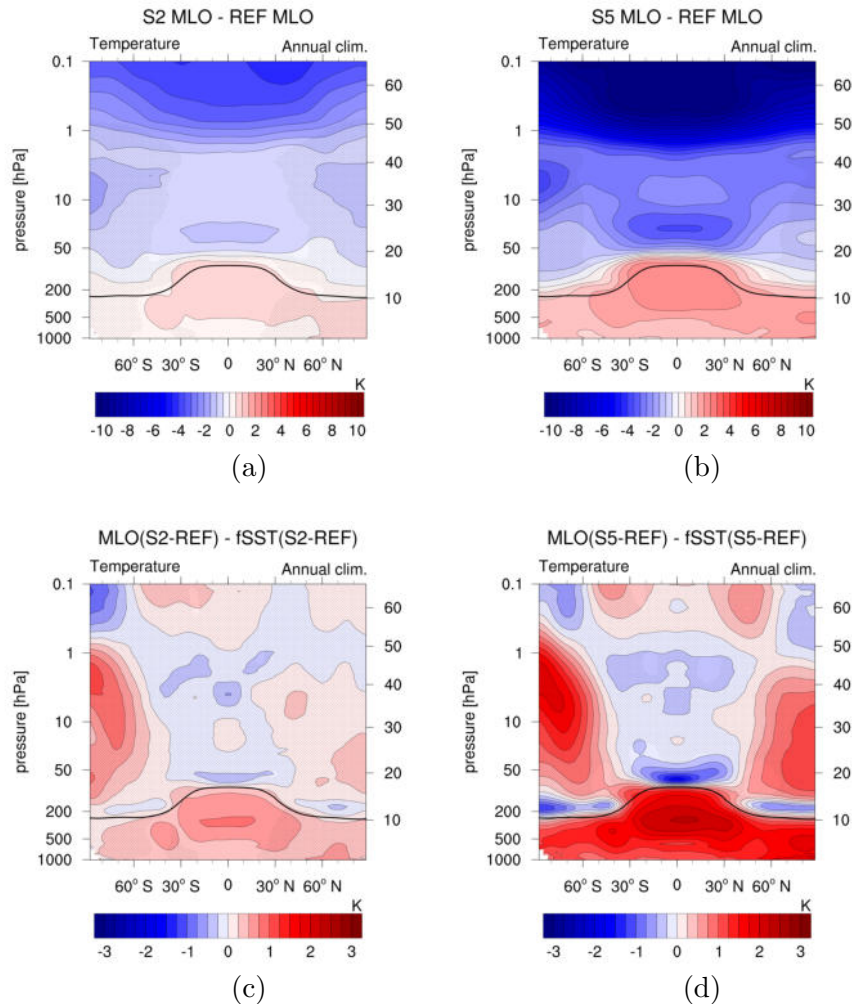 S2 MLO - REF MLO
Temperature Annual clim.
0.1
1
10
50
200
500
1000
pressure [hPa]
60
50
40
30
20
10
60° S 30° S 0 30° N 60° N
K
-10 -8 -6 -4 -2 0 2 4 6 8 10
(a)
S5 MLO - REF MLO
Temperature Annual clim.
0.1
1
10
50
200
500
1000
pressure [hPa]
60
50
40
30
20
10
60° S 30° S 0 30° N 60° N
K
-10 -8 -6 -4 -2 0 2 4 6 8 10
(b)
MLO(S2-REF) - fSST(S2-REF)
Temperature Annual clim.
0.1
1
10
50
200
500
1000
pressure [hPa]
60
50
40
30
20
10
60° S 30° S 0 30° N 60° N
K
-3 -2 -1 0 1 2 3
(c)
MLO(S5-REF) - fSST(S5-REF)
Temperature Annual clim.
0.1
1
10
50
200
500
1000
pressure [hPa]
60
50
40
30
20
10
60° S 30° S 0 30° N 60° N
K
-3 -2 -1 0 1 2 3
(d)